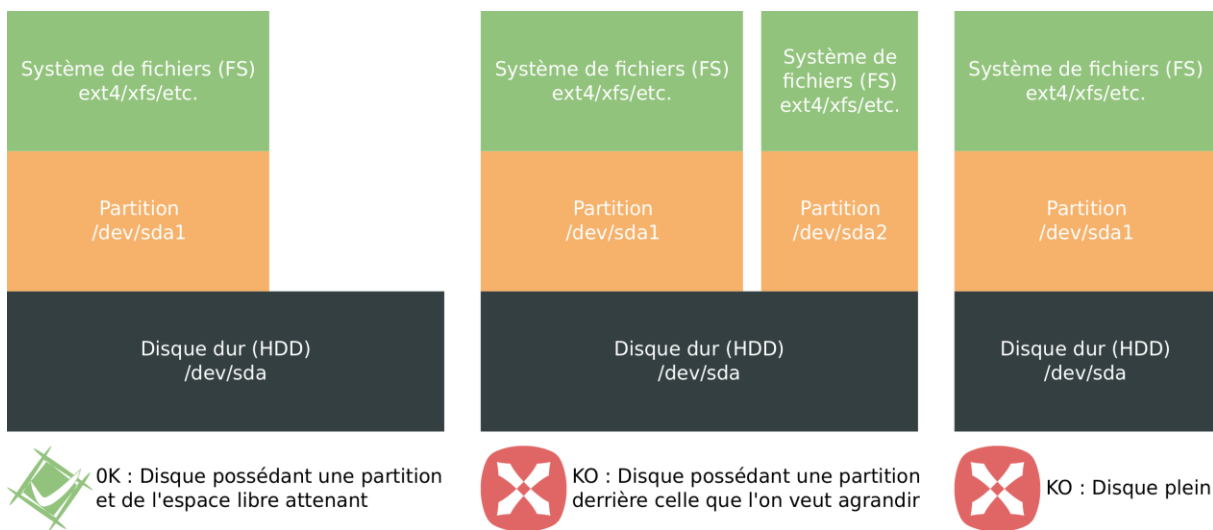 Système de fichiers (FS)
ext4/xfs/etc.
Partition
/dev/sda1
Disque dur (HDD)
/dev/sda
0K : Disque possédant une partition
et de l'espace libre attenant
Système de fichiers (FS)
ext4/xfs/etc.
Système de
fichiers (FS)
ext4/xfs/etc.
Partition
/dev/sda1
Partition
/dev/sda2
Disque dur (HDD)
/dev/sda
KO : Disque possédant une partition
derrière celle que l'on veut agrandir
Système de fichiers (FS)
ext4/xfs/etc.
Partition
/dev/sda1
Disque dur (HDD)
/dev/sda
KO : Disque plein